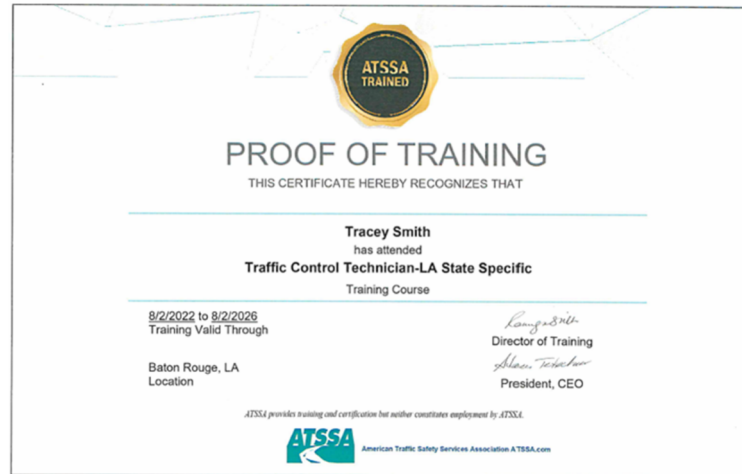 ATSSA
TRAINED
PROOF OF TRAINING
THIS CERTIFICATE HEREBY RECOGNIZES THAT
Tracey Smith
has attended
Traffic Control Technician-LA State Specific
Training Course
8/2/2022 to 8/2/2026
Training Valid Through
Director of Training
Baton Rouge, LA
Location
President, CEO
ATSSA provides training and certification but neither constitutes employment by ATSSA.
ATSSA
American Traffic Safety Services Association ATSSA.com